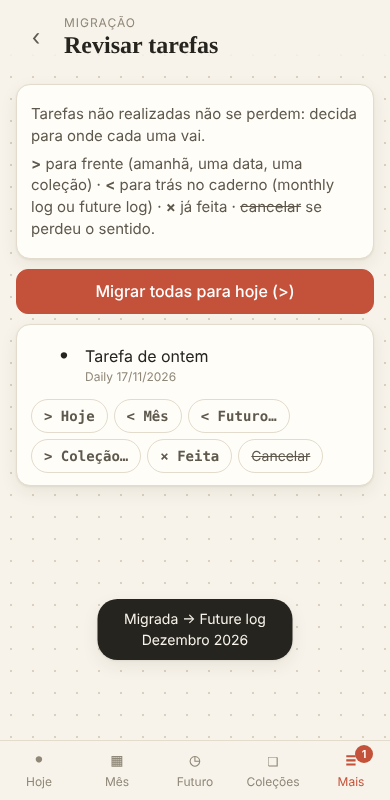 MIGRAÇÃO
‹ Revisar tarefas
Tarefas não realizadas não se perdem: decida
para onde cada uma vai.
> para frente (amanhã, uma data, uma
coleção) · < para trás no caderno (monthly
log ou future log) · × já feita · cancelar se
perdeu o sentido.
Migrar todas para hoje (>)
• Tarefa de ontem
Daily 17/11/2026
> Hoje < Mês < Futuro…
> Coleção… × Feita Cancelar
Migrada → Future log
Dezembro 2026
1
Hoje Mês Futuro Coleções Mais